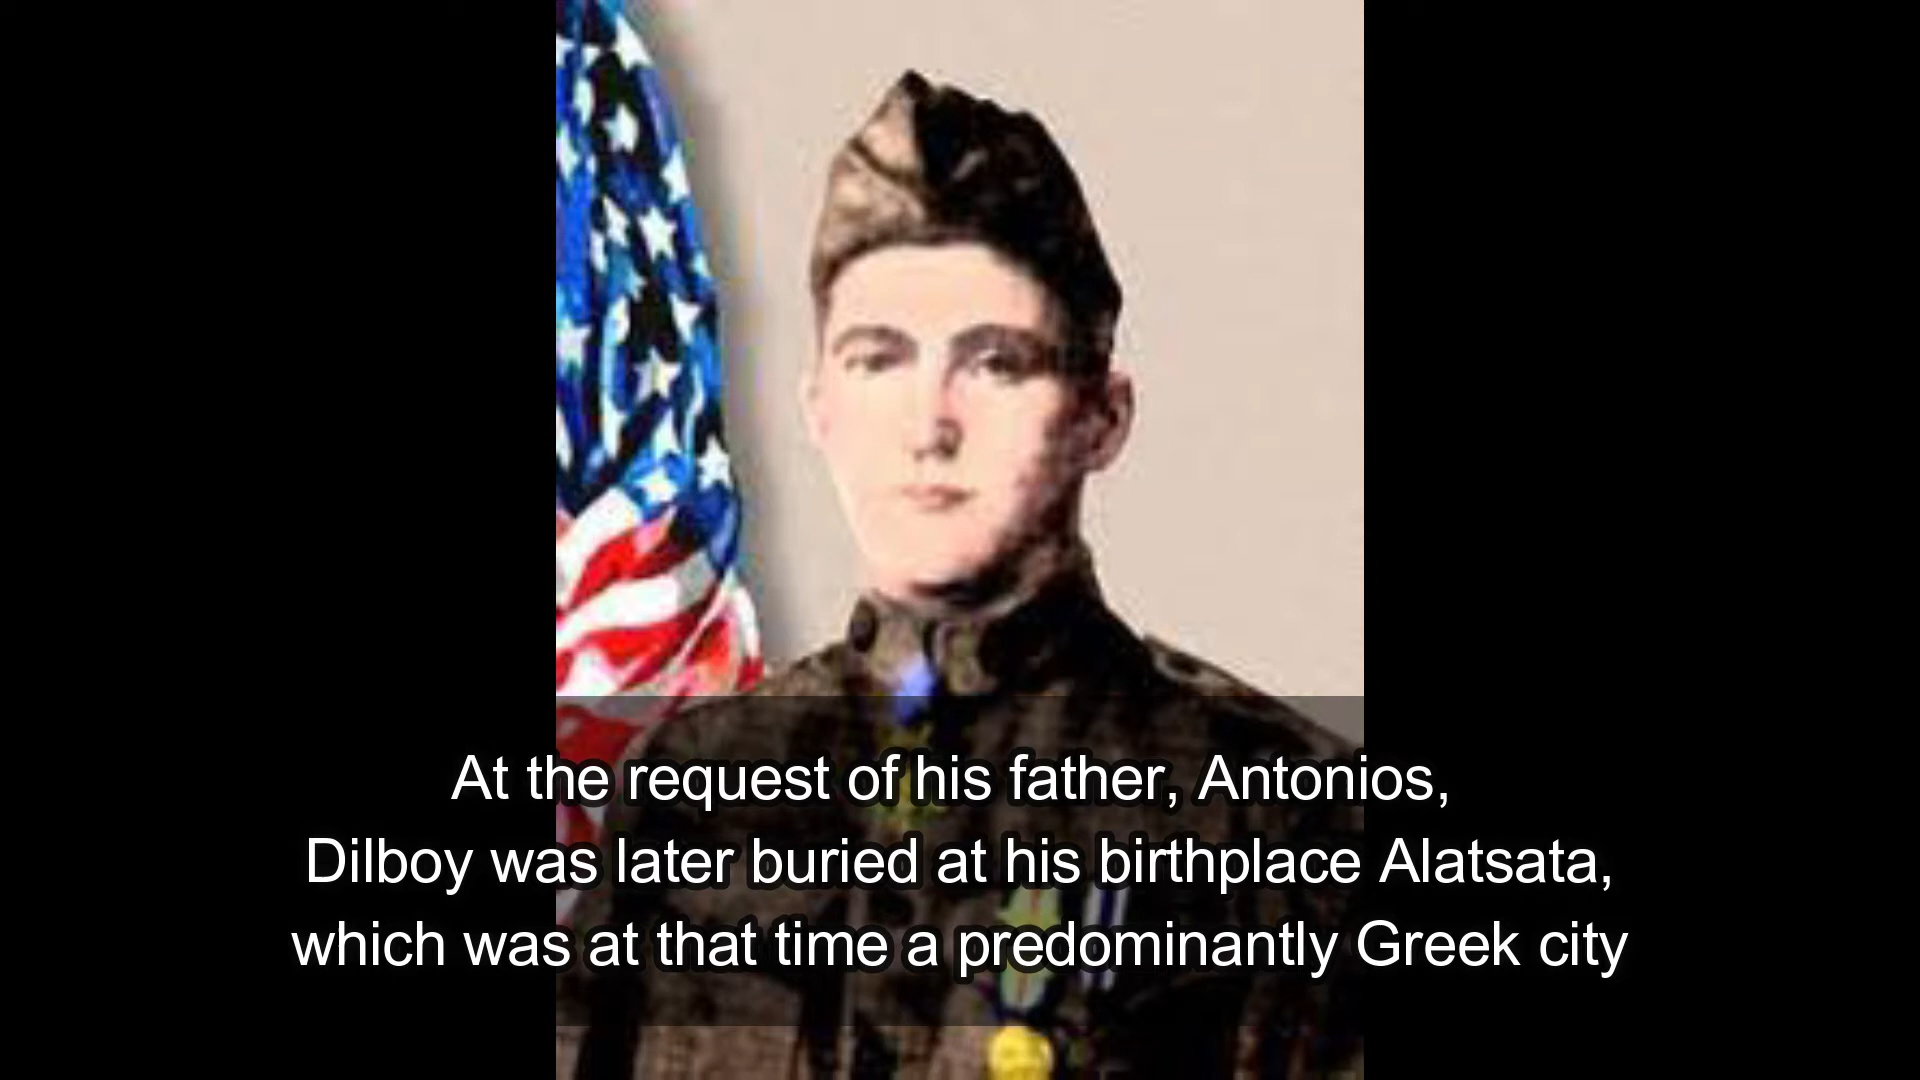 At the request of his father, Antonios,
Dilboy was later buried at his birthplace Alatsata,
which was at that time a predominantly Greek city